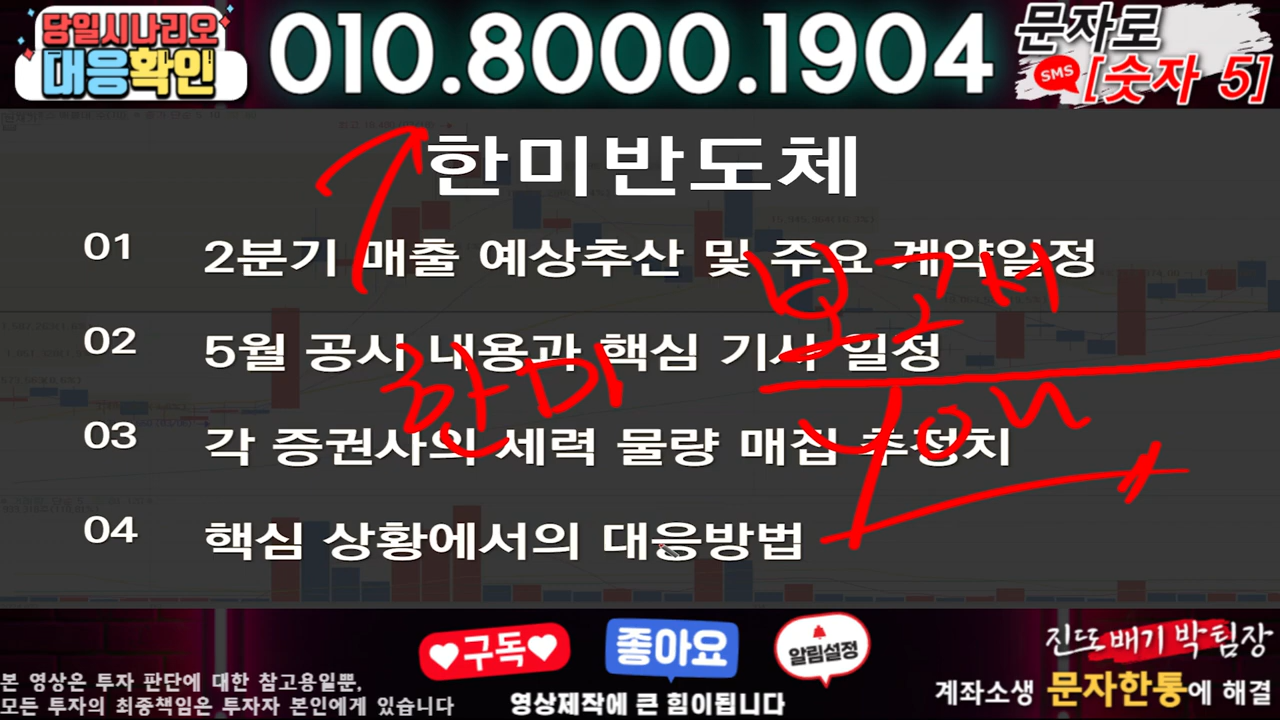 당일시나리오
대응확인
010.8000.1904
문자로
SMS
[숫자 5]
한미반도체
01 2분기 매출 예상추산 및 주요 계약일정
보고서
02 5월 공시 내용과 핵심 기사 일정
한미
You
03 각 증권사의 세력 물량 매집 추정치
04 핵심 상황에서의 대응방법
구독
좋아요
알림설정
진또배기 박팀장
본 영상은 투자 판단에 대한 참고용일뿐,
모든 투자의 최종책임은 투자자 본인에게 있습니다
영상제작에 큰 힘이됩니다
계좌소생 문자한통에 해결